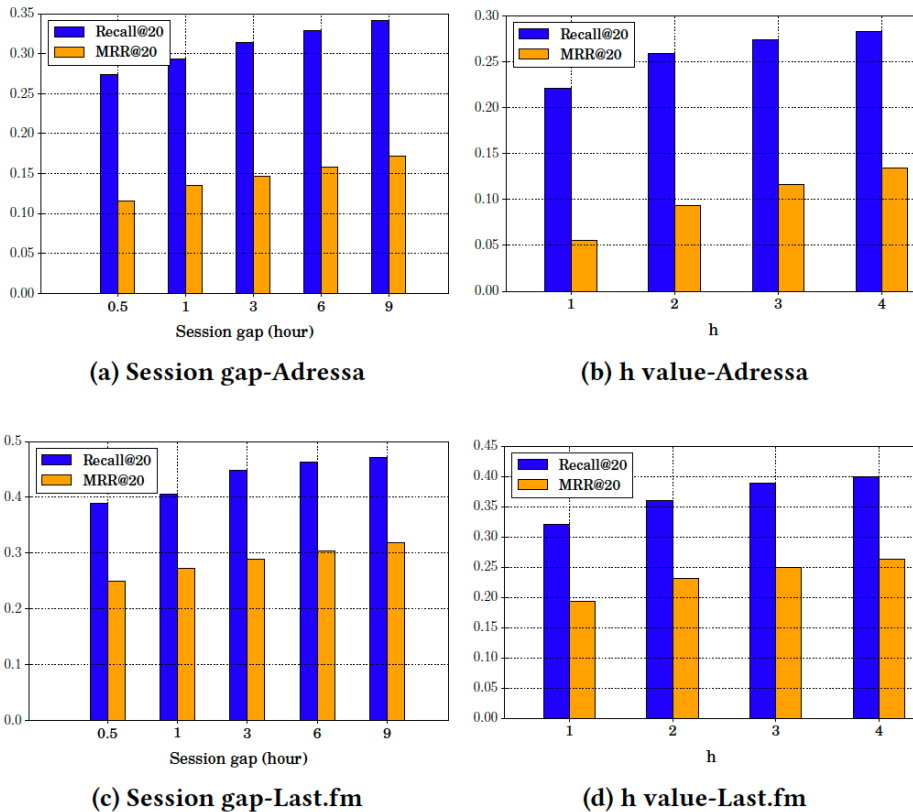 0.35
0.30
0.25
0.20
0.15
0.10
0.05
0.00
Recall@20
MRR@20
0.5 1 3 6 9
Session gap (hour)
(a) Session gap-Adressa
0.30
0.25
0.20
0.15
0.10
0.05
0.00
Recall@20
MRR@20
1 2 3 4
h
(b) h value-Adressa
0.5
0.4
0.3
0.2
0.1
0.0
Recall@20
MRR@20
0.5 1 3 6 9
Session gap (hour)
(c) Session gap-Last.fm
0.45
0.40
0.35
0.30
0.25
0.20
0.15
0.10
0.05
0.00
Recall@20
MRR@20
1 2 3 4
h
(d) h value-Last.fm